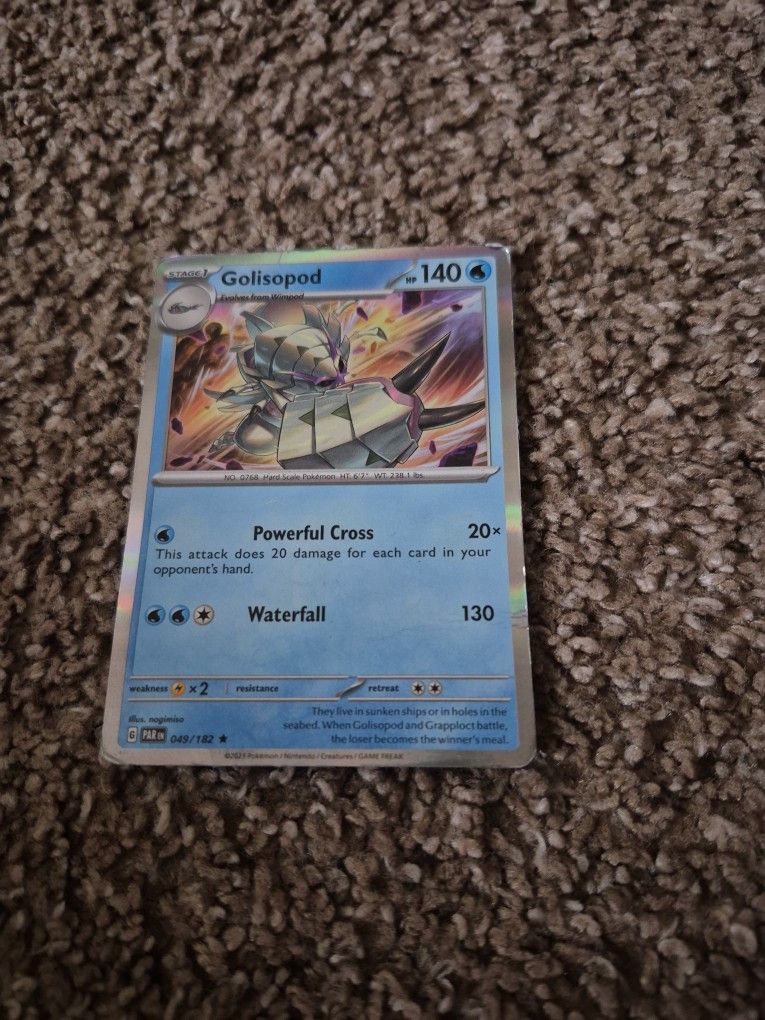 STAGE 1 Golisopod HP 140
Evolves from Wimpod
NO. 0768 Hard Scale Pokémon HT: 6'7" WT: 238.1 lbs.
Powerful Cross 20×
This attack does 20 damage for each card in your
opponent's hand.
Waterfall 130
weakness ×2 resistance retreat
They live in sunken ships or in holes in the
seabed. When Golisopod and Grapploct battle,
the loser becomes the winner's meal.
Illus. nagimiso
G PAR EN 049/182 ★
©2023 Pokémon / Nintendo / Creatures / GAME FREAK